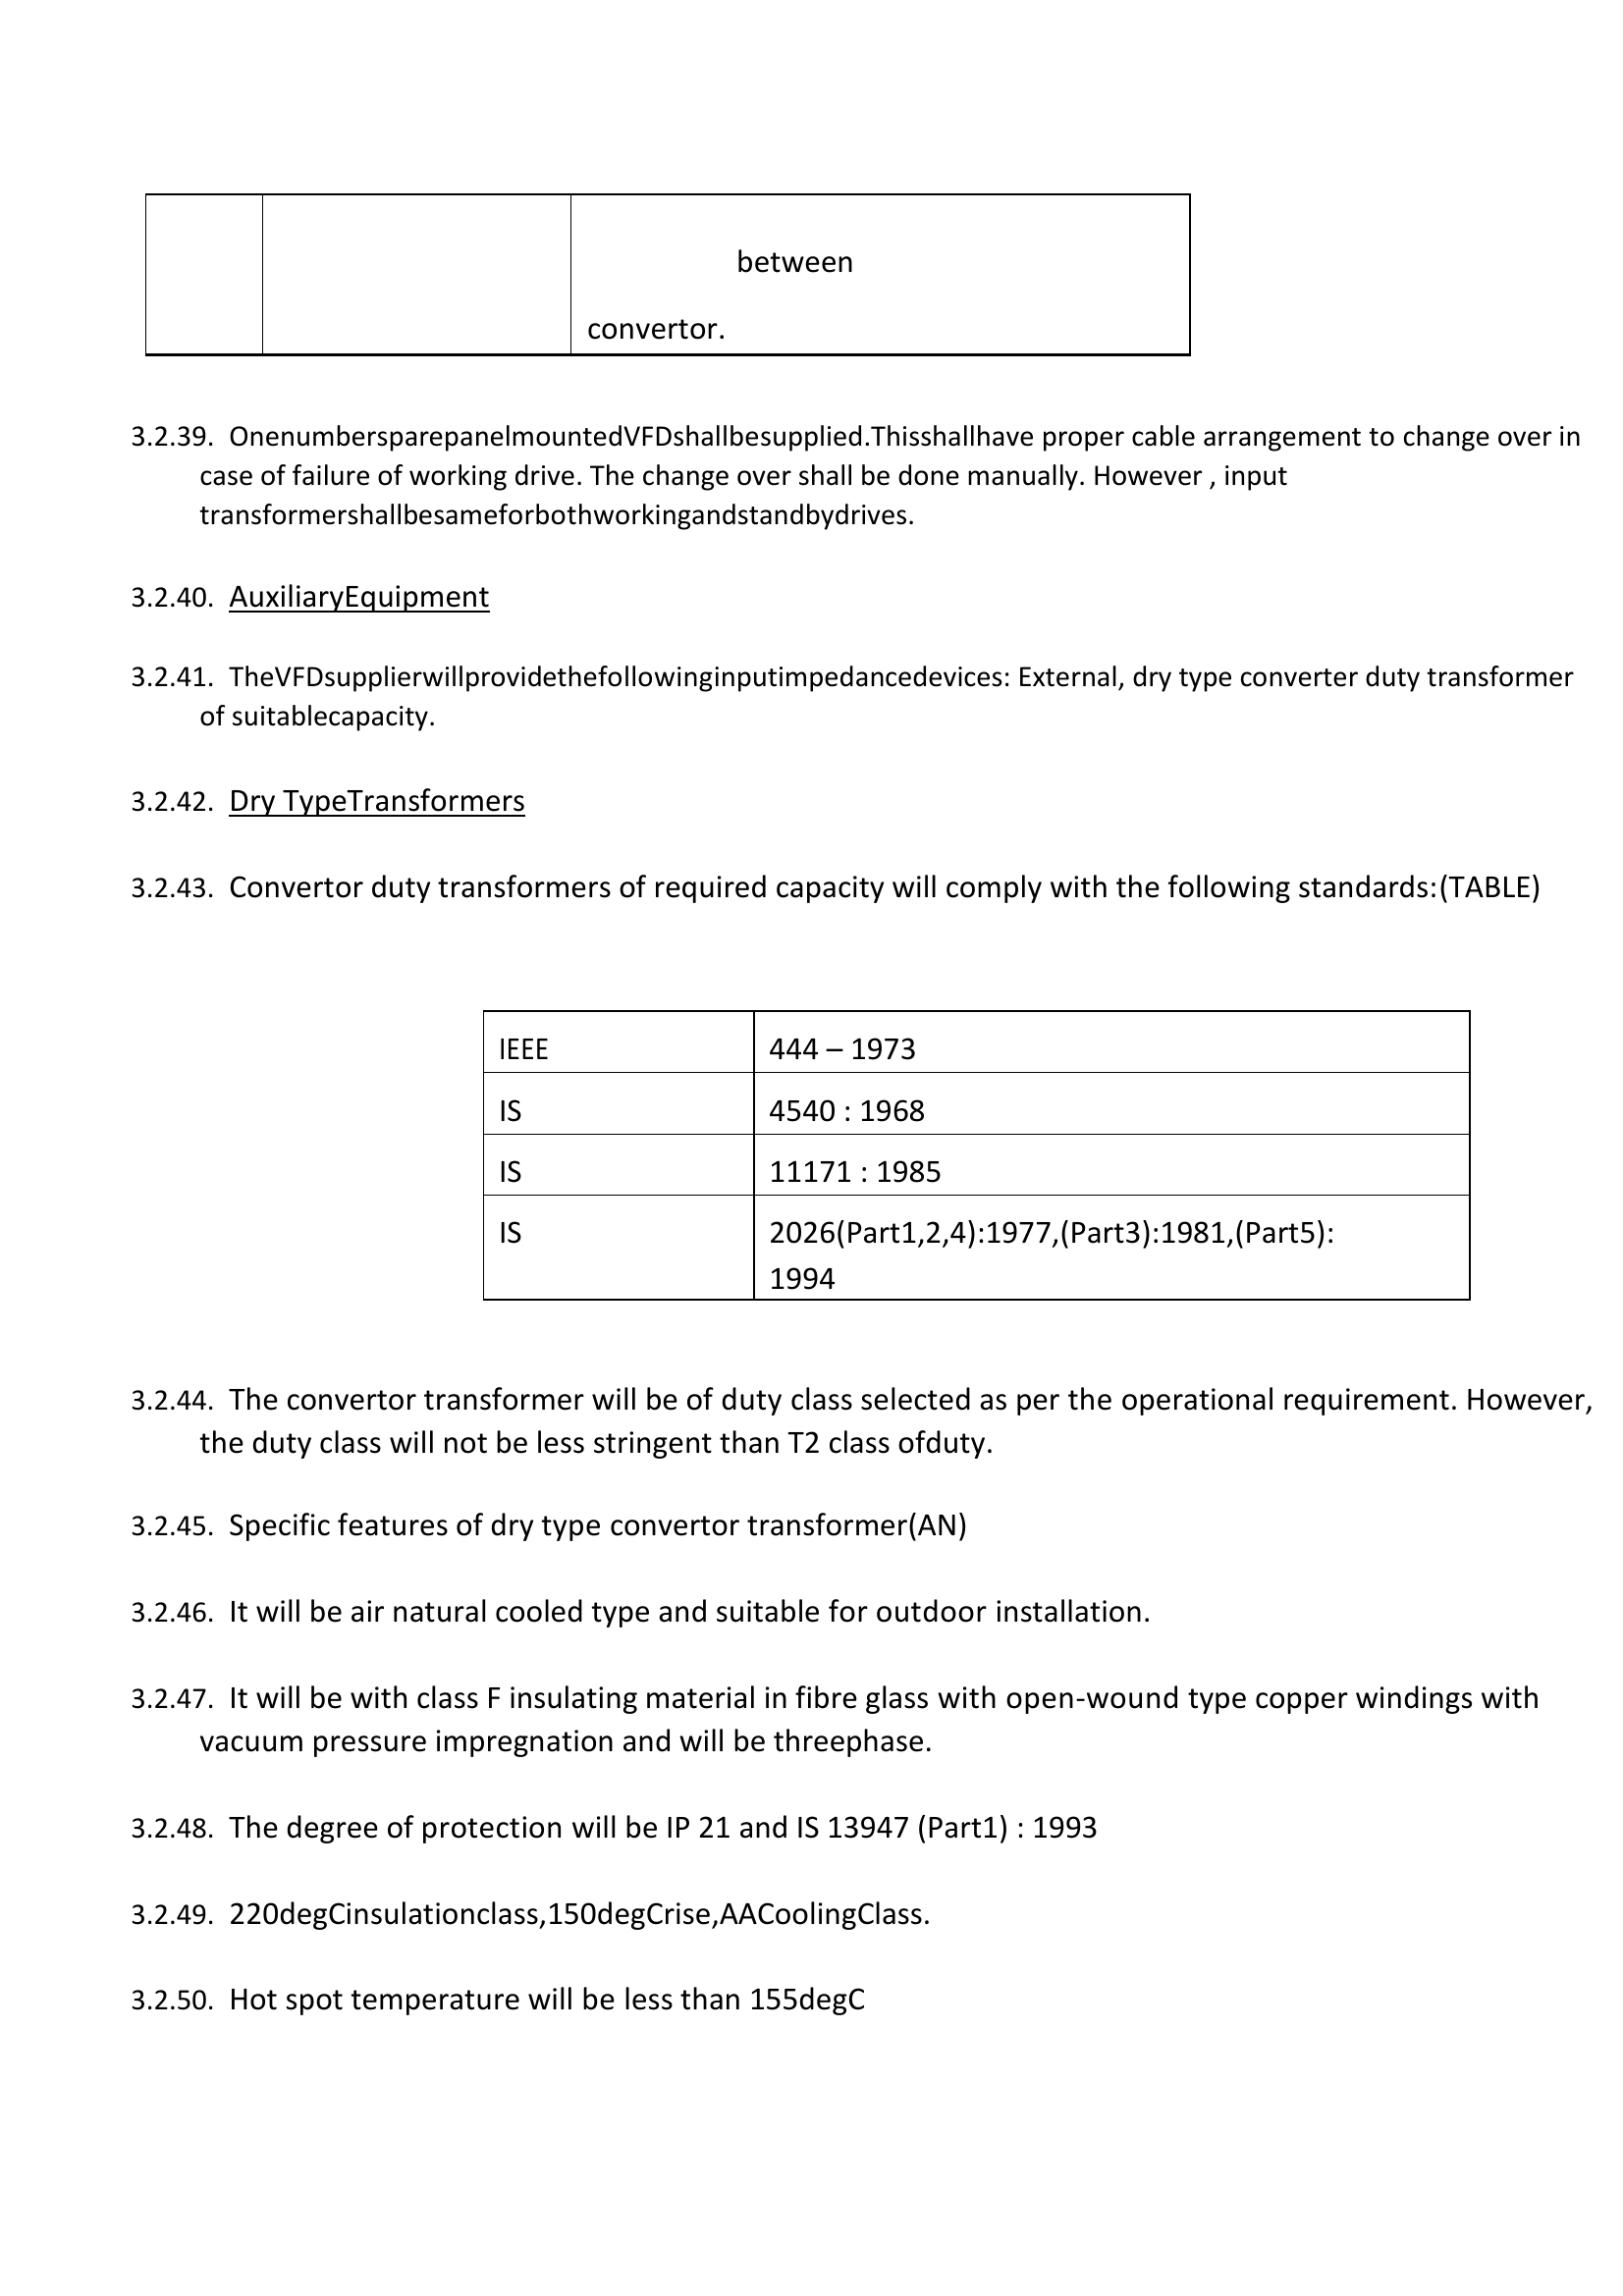 between
convertor.
3.2.39. OnenumbersparepanelmountedVFDshallbesupplied.Thisshallhave proper cable arrangement to change over in
case of failure of working drive. The change over shall be done manually. However , input
transformershallbesameforbothworkingandstandbydrives.
3.2.40. AuxiliaryEquipment
3.2.41. TheVFDsupplierwillprovidethefollowinginputimpedancedevices: External, dry type converter duty transformer
of suitablecapacity.
3.2.42. Dry TypeTransformers
3.2.43. Convertor duty transformers of required capacity will comply with the following standards:(TABLE)
IEEE 444 – 1973
IS 4540 : 1968
IS 11171 : 1985
IS 2026(Part1,2,4):1977,(Part3):1981,(Part5):
1994
3.2.44. The convertor transformer will be of duty class selected as per the operational requirement. However,
the duty class will not be less stringent than T2 class ofduty.
3.2.45. Specific features of dry type convertor transformer(AN)
3.2.46. It will be air natural cooled type and suitable for outdoor installation.
3.2.47. It will be with class F insulating material in fibre glass with open-wound type copper windings with
vacuum pressure impregnation and will be threephase.
3.2.48. The degree of protection will be IP 21 and IS 13947 (Part1) : 1993
3.2.49. 220degCinsulationclass,150degCrise,AACoolingClass.
3.2.50. Hot spot temperature will be less than 155degC